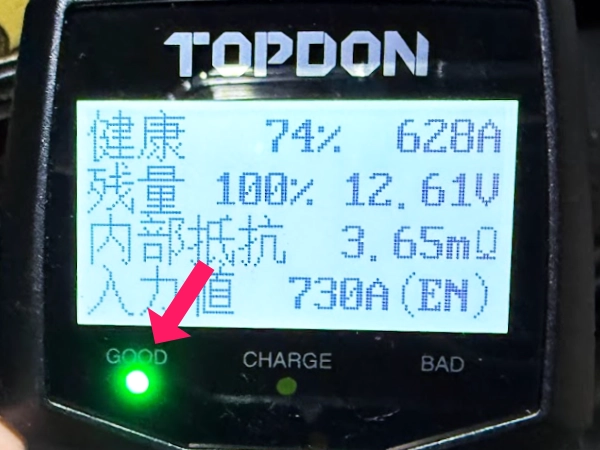 TOPDON
健康 74% 628A
残量 100% 12.61V
内部抵抗 3.65mΩ
入力値 730A(EN)
GOOD CHARGE BAD